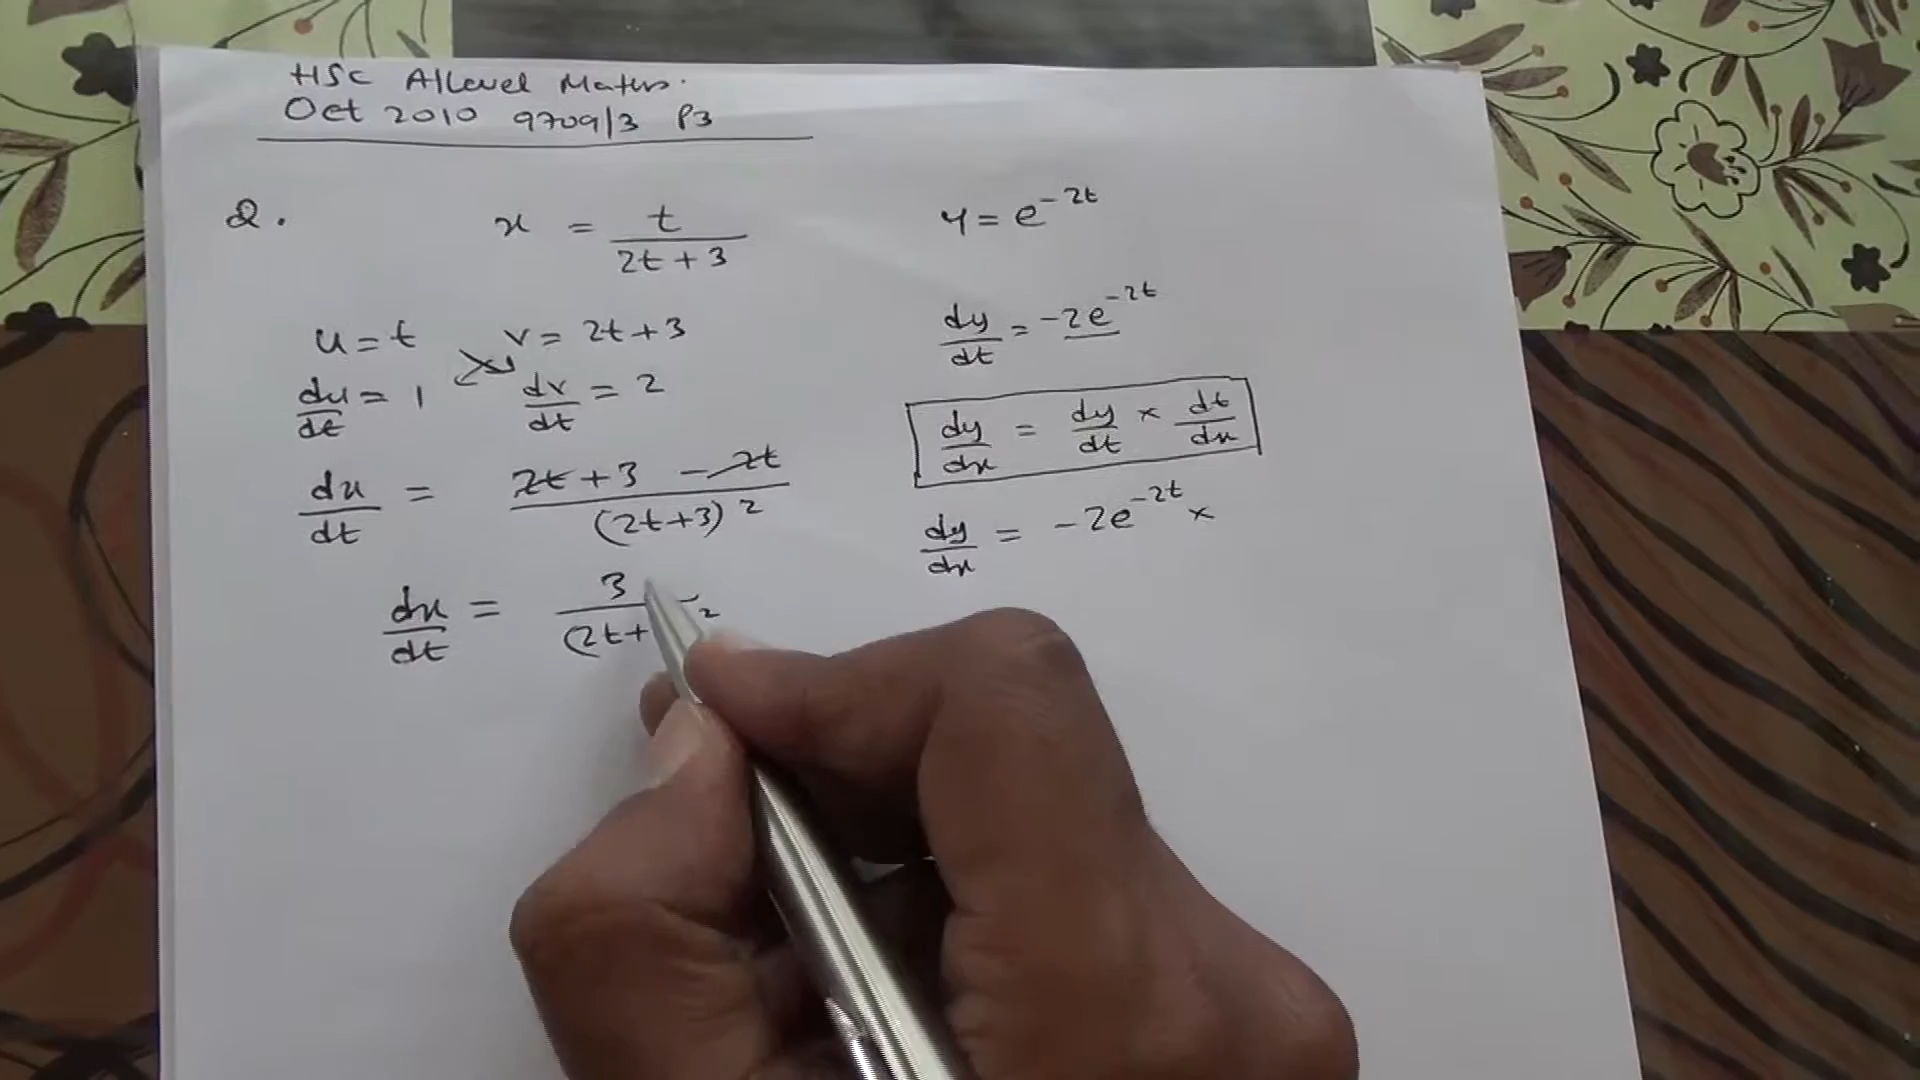 HSC A/Level Maths.
Oct 2010 9709/3 P3
Q. x = t/(2t + 3) y = e^-2t
u = t v = 2t + 3 dy/dt = -2e^-2t
du/dt = 1 dv/dt = 2 dy/dx = dy/dt × dt/dx
dx/dt = (2t + 3 - 2t)/(2t+3)^2 dy/dx = -2e^-2t ×
dx/dt = 3/(2t+ 2